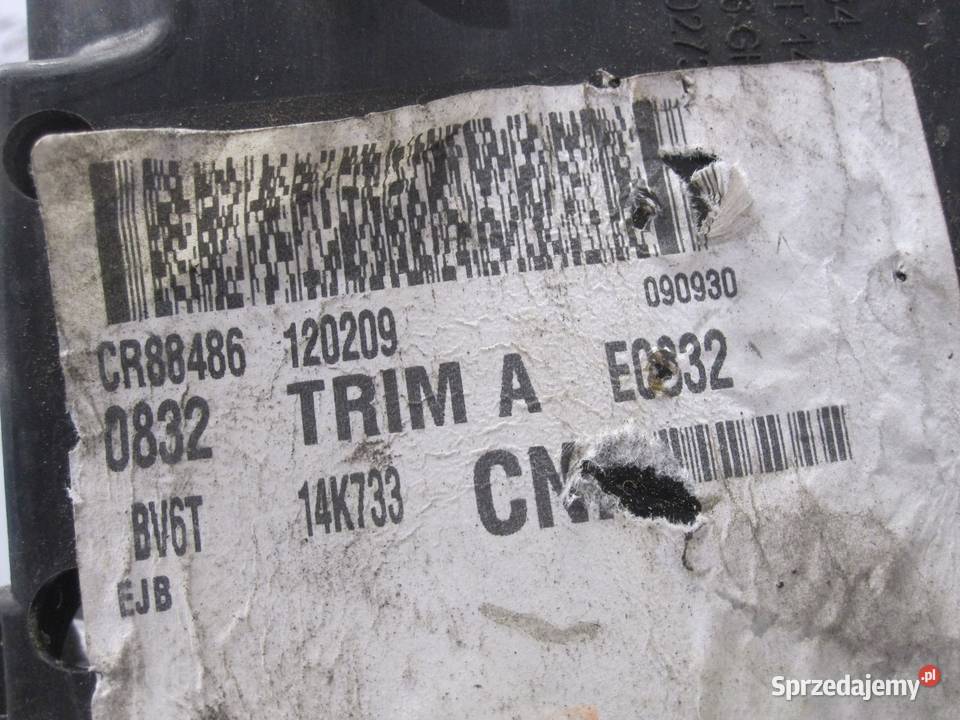 090930
CR88486 120209
0832 TRIM A
BV6T 14K733
EJB
Sprzedajemy.pl